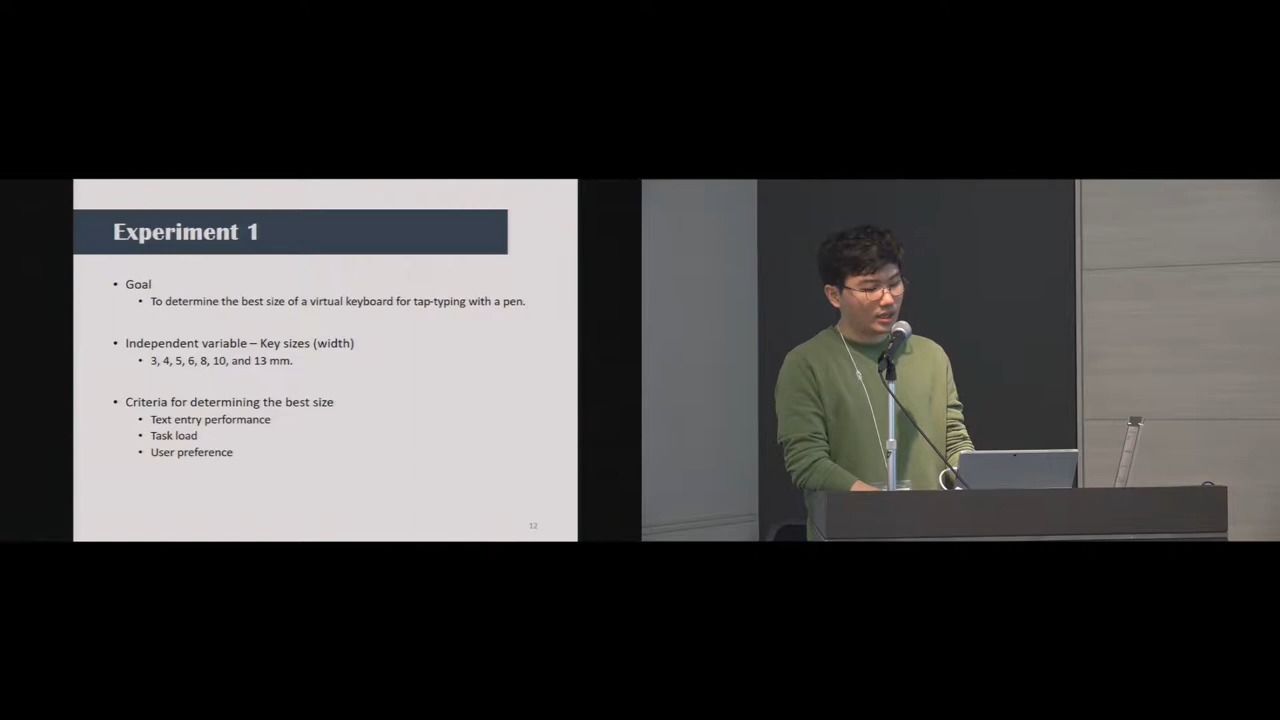 Experiment 1
• Goal
• To determine the best size of a virtual keyboard for tap-typing with a pen.
• Independent variable – Key sizes (width)
• 3, 4, 5, 6, 8, 10, and 13 mm.
• Criteria for determining the best size
• Text entry performance
• Task load
• User preference
12